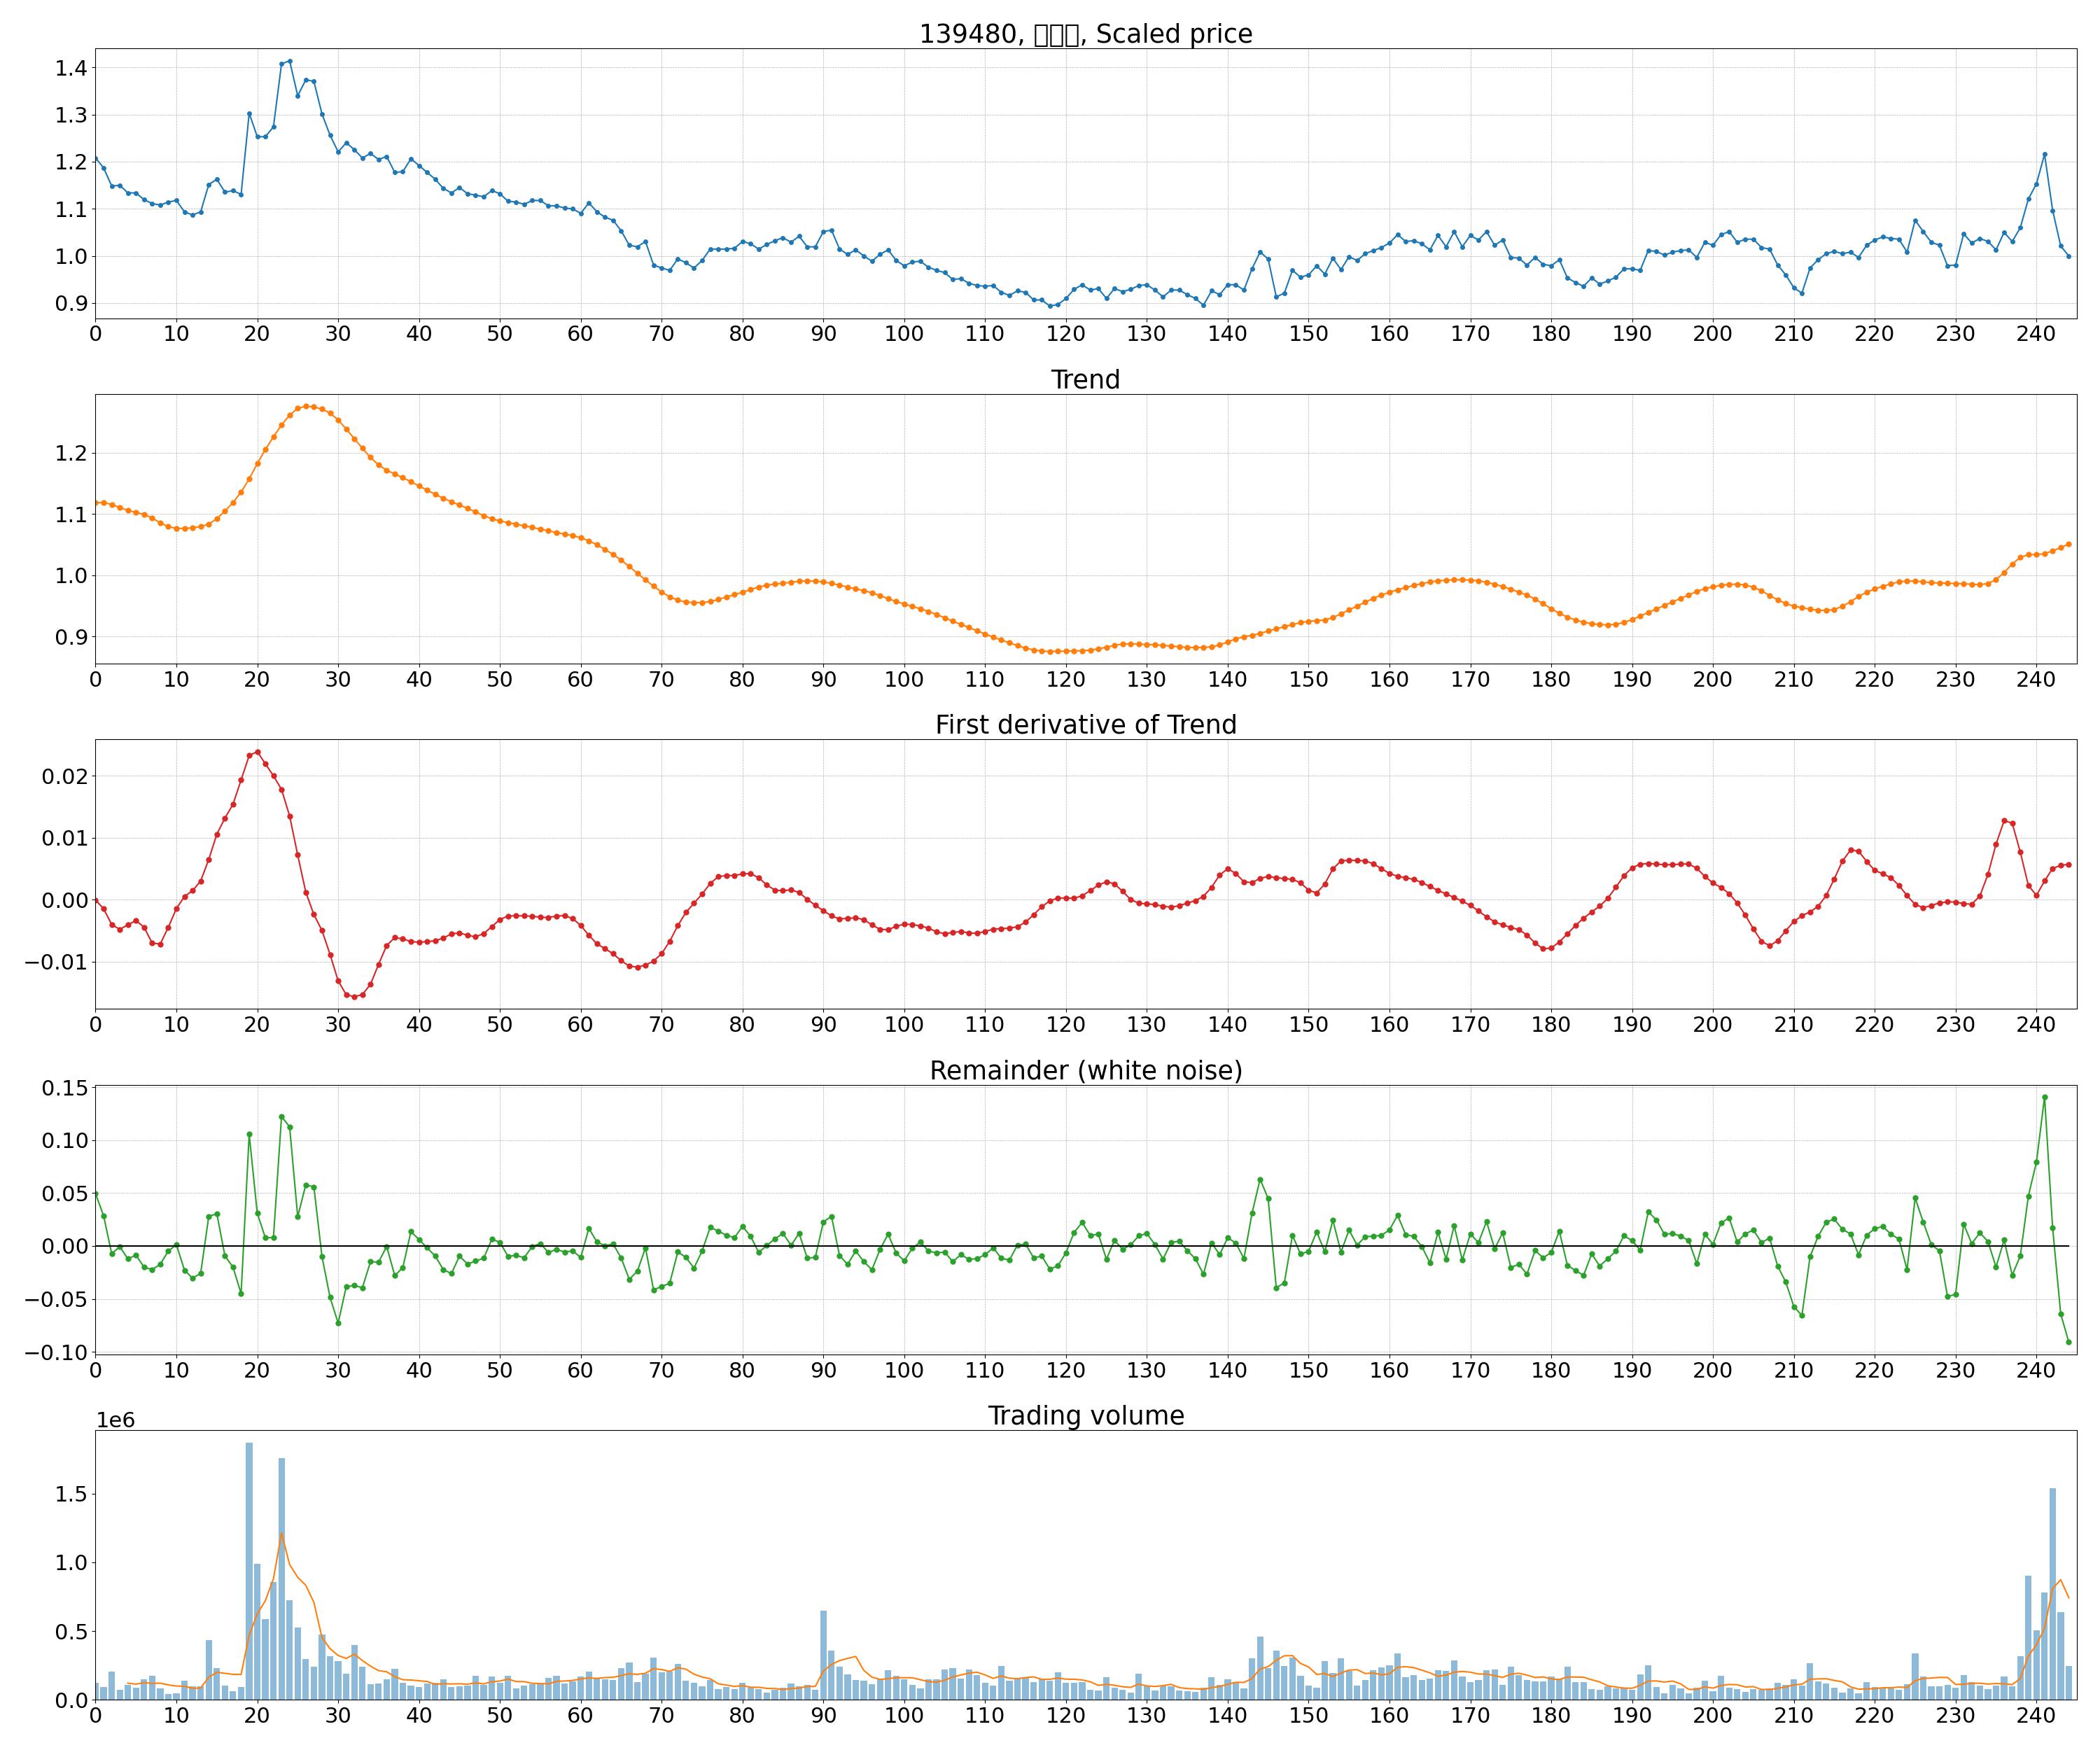 139480, □□□, Scaled price
1.4
1.3
1.2
1.1
1.0
0.9
0 10 20 30 40 50 60 70 80 90 100 110 120 130 140 150 160 170 180 190 200 210 220 230 240
Trend
1.2
1.1
1.0
0.9
0 10 20 30 40 50 60 70 80 90 100 110 120 130 140 150 160 170 180 190 200 210 220 230 240
First derivative of Trend
0.02
0.01
0.00
−0.01
0 10 20 30 40 50 60 70 80 90 100 110 120 130 140 150 160 170 180 190 200 210 220 230 240
Remainder (white noise)
0.15
0.10
0.05
0.00
−0.05
−0.10
0 10 20 30 40 50 60 70 80 90 100 110 120 130 140 150 160 170 180 190 200 210 220 230 240
Trading volume
1e6
1.5
1.0
0.5
0.0
0 10 20 30 40 50 60 70 80 90 100 110 120 130 140 150 160 170 180 190 200 210 220 230 240